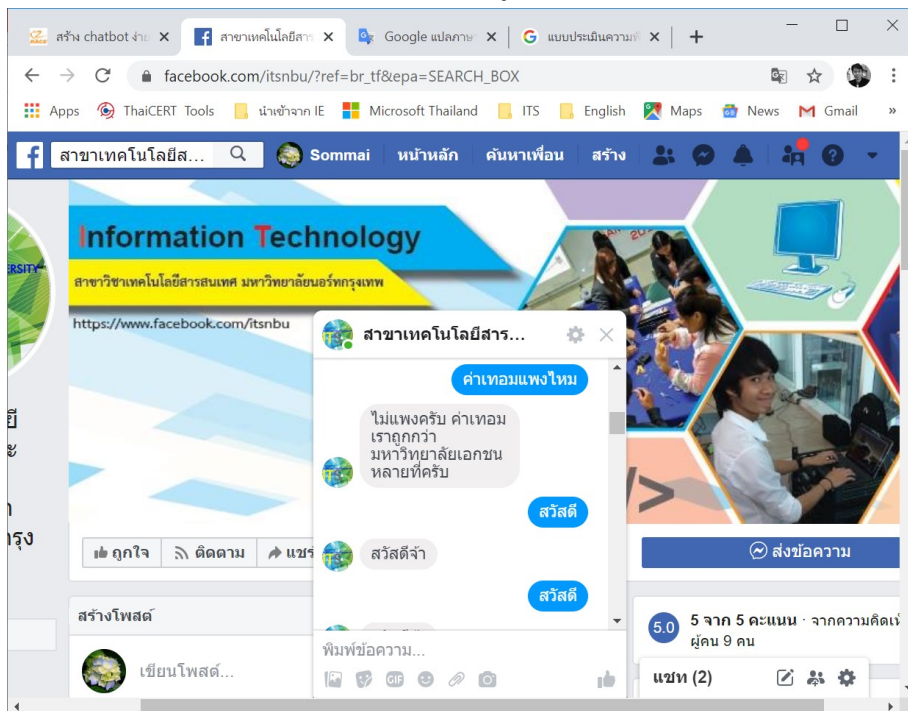 สร้าง chatbot ง่าย
สาขาเทคโนโลยีสาร
Google แปลภาษา
แบบประเมินความพึ
facebook.com/itsnbu/?ref=br_tf&epa=SEARCH_BOX
Apps
ThaiCERT Tools
นำเข้าจาก IE
Microsoft Thailand
ITS
English
Maps
News
Gmail
»
สาขาเทคโนโลยีส...
Sommai
หน้าหลัก
ค้นหาเพื่อน
สร้าง
Information Technology
สาขาวิชาเทคโนโลยีสารสนเทศ มหาวิทยาลัยนอร์ทกรุงเทพ
https://www.facebook.com/itsnbu
สาขาเทคโนโลยีสาร...
ค่าเทอมแพงไหม
ไม่แพงครับ ค่าเทอม
เราถูกกว่า
มหาวิทยาลัยเอกชน
หลายที่ครับ
สวัสดี
สวัสดีจ้า
สวัสดี
พิมพ์ข้อความ...
GIF
ถูกใจ
ติดตาม
แชร์
ส่งข้อความ
สร้างโพสต์
เขียนโพสต์...
5.0
5 จาก 5 คะแนน · จากความคิดเห็
ผู้คน 9 คน
แชท (2)